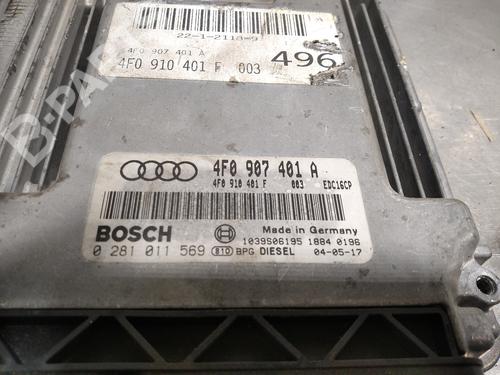 22-1-2118-9
A
4F0 907 401 A
4F0 910 401 F 003 496
4F0 907 401 A
4F0 910 401 F 003 EDC16CP
BOSCH
Made in Germany
1039S06195 1884 0196
0 281 011 569 810 BPG DIESEL 04-05-17
B-PARTS